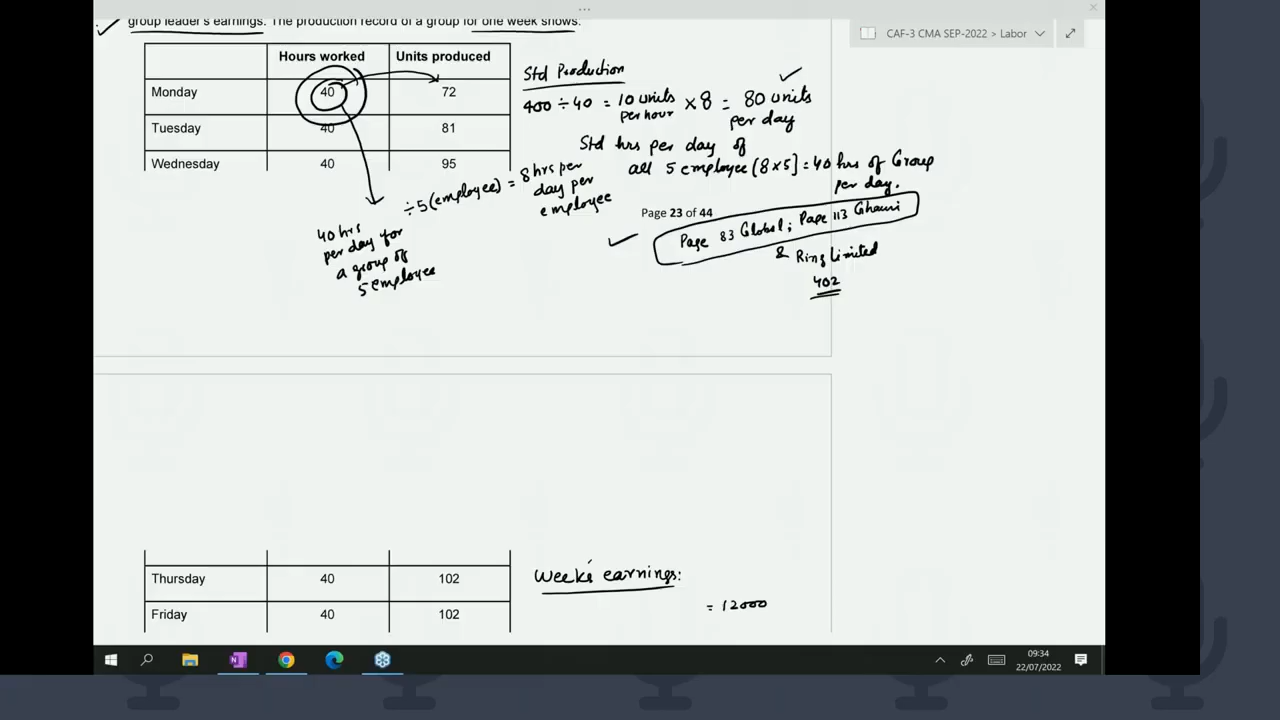 ...
group leader's earnings. The production record of a group for one week shows:
CAF-3 CMA SEP-2022 > Labor
Hours worked Units produced
Monday 40 72
Tuesday 40 81
Wednesday 40 95
Std Production
400 ÷ 40 = 10 units per hour × 8 = 80 units per day
Std hrs per day of
all 5 employee (8 × 5) = 40 hrs of Group
per day.
÷ 5 (employee) = 8 hrs per
day per
employee
40 hrs
per day for
a group of
5 employee
Page 23 of 44
Page 83 Global; Page 113 Ghani
& Ring Limited
402
Thursday 40 102
Friday 40 102
Week's earnings:
= 12000
09:34
22/07/2022